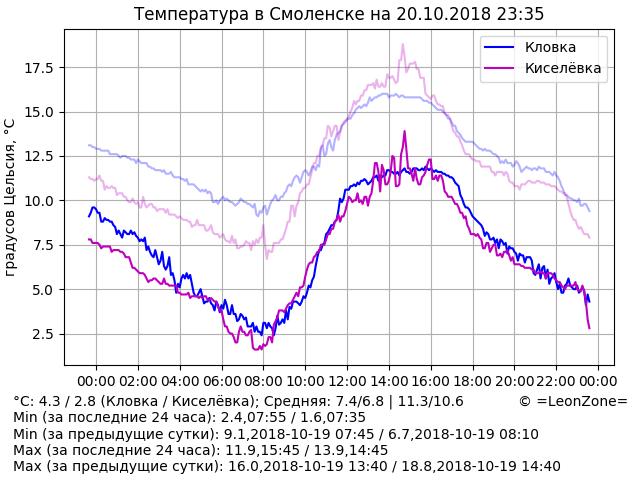 Температура в Смоленске на 20.10.2018 23:35
Кловка
Киселёвка
градусов Цельсия, °C
17.5
15.0
12.5
10.0
7.5
5.0
2.5
00:00 02:00 04:00 06:00 08:00 10:00 12:00 14:00 16:00 18:00 20:00 22:00 00:00
°C: 4.3 / 2.8 (Кловка / Киселёвка); Средняя: 7.4/6.8 | 11.3/10.6 © =LeonZone=
Min (за последние 24 часа): 2.4,07:55 / 1.6,07:35
Min (за предыдущие сутки): 9.1,2018-10-19 07:45 / 6.7,2018-10-19 08:10
Max (за последние 24 часа): 11.9,15:45 / 13.9,14:45
Max (за предыдущие сутки): 16.0,2018-10-19 13:40 / 18.8,2018-10-19 14:40